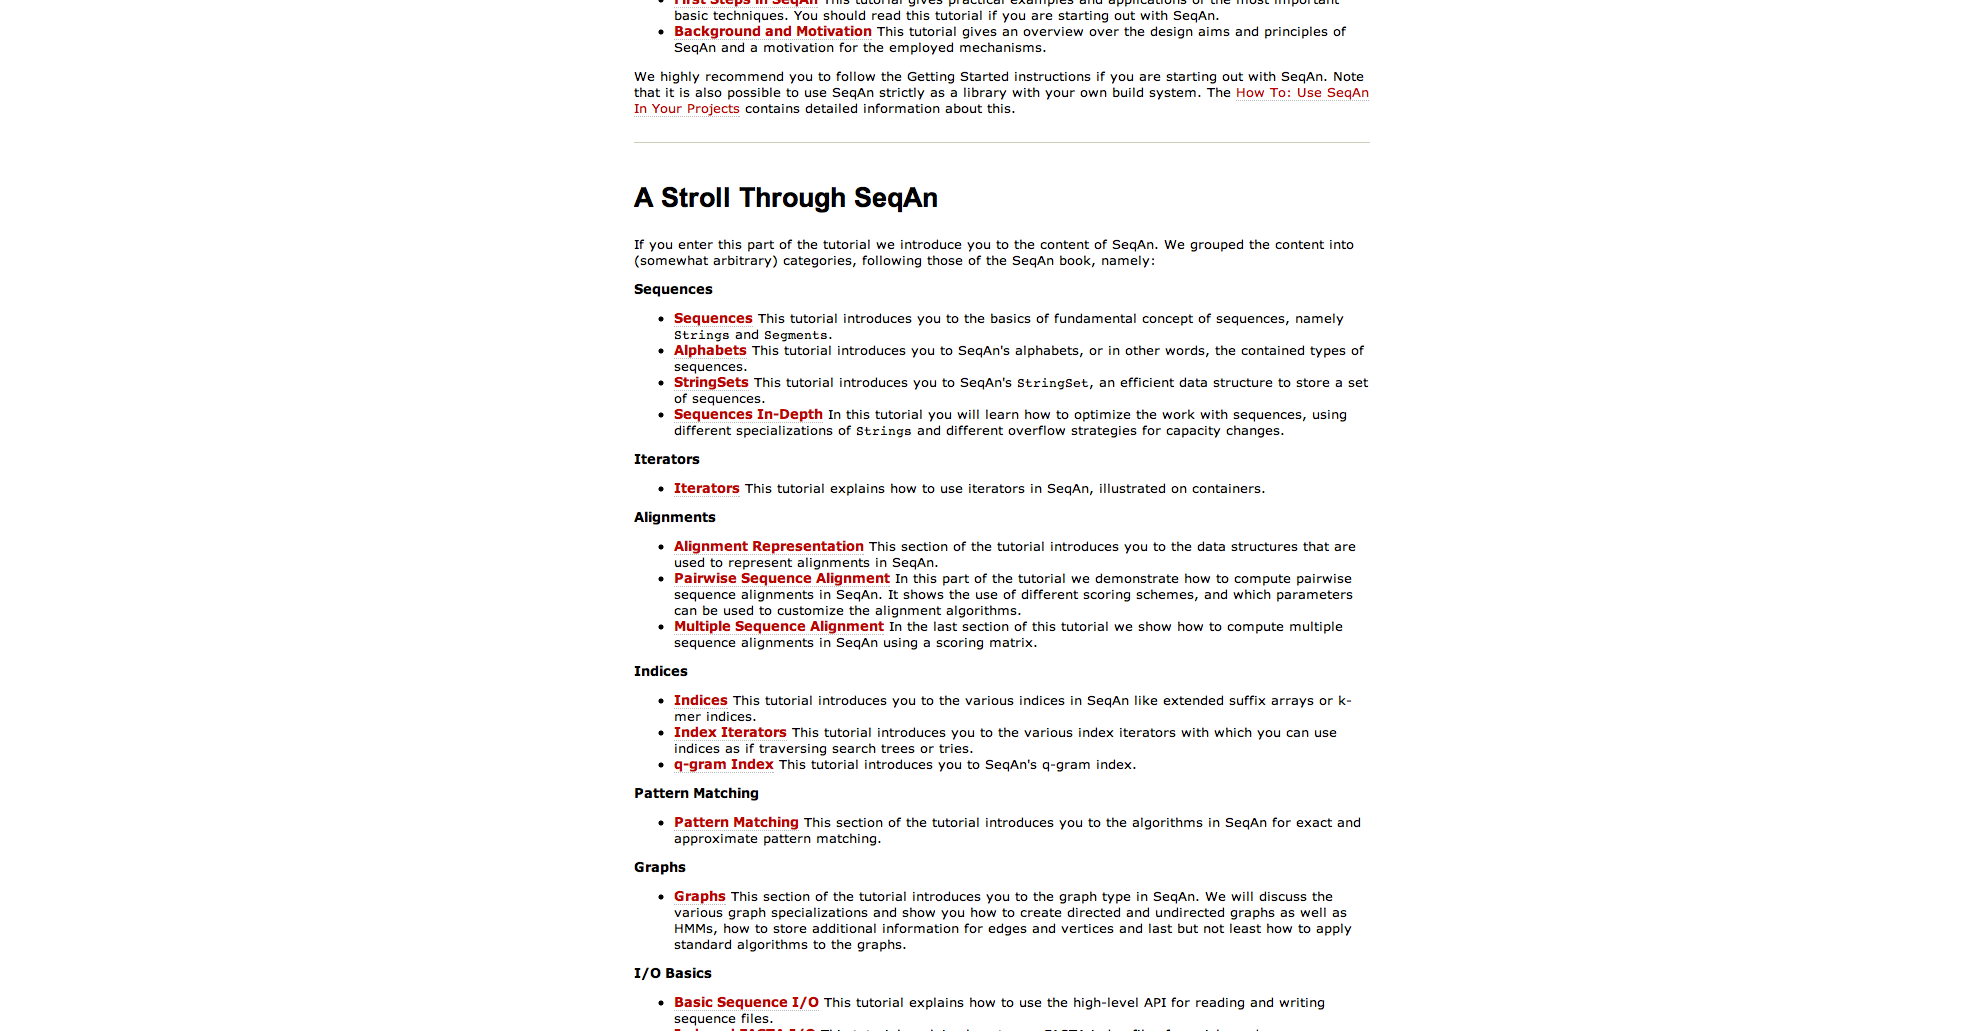 First Steps in SeqAn This tutorial gives practical examples and applications of the most important
basic techniques. You should read this tutorial if you are starting out with SeqAn.
Background and Motivation This tutorial gives an overview over the design aims and principles of
SeqAn and a motivation for the employed mechanisms.
We highly recommend you to follow the Getting Started instructions if you are starting out with SeqAn. Note
that it is also possible to use SeqAn strictly as a library with your own build system. The How To: Use SeqAn
In Your Projects contains detailed information about this.
A Stroll Through SeqAn
If you enter this part of the tutorial we introduce you to the content of SeqAn. We grouped the content into
(somewhat arbitrary) categories, following those of the SeqAn book, namely:
Sequences
Sequences This tutorial introduces you to the basics of fundamental concept of sequences, namely
Strings and Segments.
Alphabets This tutorial introduces you to SeqAn's alphabets, or in other words, the contained types of
sequences.
StringSets This tutorial introduces you to SeqAn's StringSet, an efficient data structure to store a set
of sequences.
Sequences In-Depth In this tutorial you will learn how to optimize the work with sequences, using
different specializations of Strings and different overflow strategies for capacity changes.
Iterators
Iterators This tutorial explains how to use iterators in SeqAn, illustrated on containers.
Alignments
Alignment Representation This section of the tutorial introduces you to the data structures that are
used to represent alignments in SeqAn.
Pairwise Sequence Alignment In this part of the tutorial we demonstrate how to compute pairwise
sequence alignments in SeqAn. It shows the use of different scoring schemes, and which parameters
can be used to customize the alignment algorithms.
Multiple Sequence Alignment In the last section of this tutorial we show how to compute multiple
sequence alignments in SeqAn using a scoring matrix.
Indices
Indices This tutorial introduces you to the various indices in SeqAn like extended suffix arrays or k-
mer indices.
Index Iterators This tutorial introduces you to the various index iterators with which you can use
indices as if traversing search trees or tries.
q-gram Index This tutorial introduces you to SeqAn's q-gram index.
Pattern Matching
Pattern Matching This section of the tutorial introduces you to the algorithms in SeqAn for exact and
approximate pattern matching.
Graphs
Graphs This section of the tutorial introduces you to the graph type in SeqAn. We will discuss the
various graph specializations and show you how to create directed and undirected graphs as well as
HMMs, how to store additional information for edges and vertices and last but not least how to apply
standard algorithms to the graphs.
I/O Basics
Basic Sequence I/O This tutorial explains how to use the high-level API for reading and writing
sequence files.